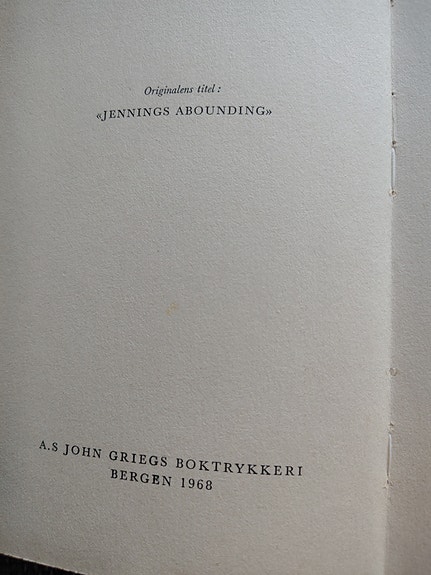 Originalens titel:
«JENNINGS ABOUNDING»
A.S JOHN GRIEGS BOKTRYKKERI
BERGEN 1968